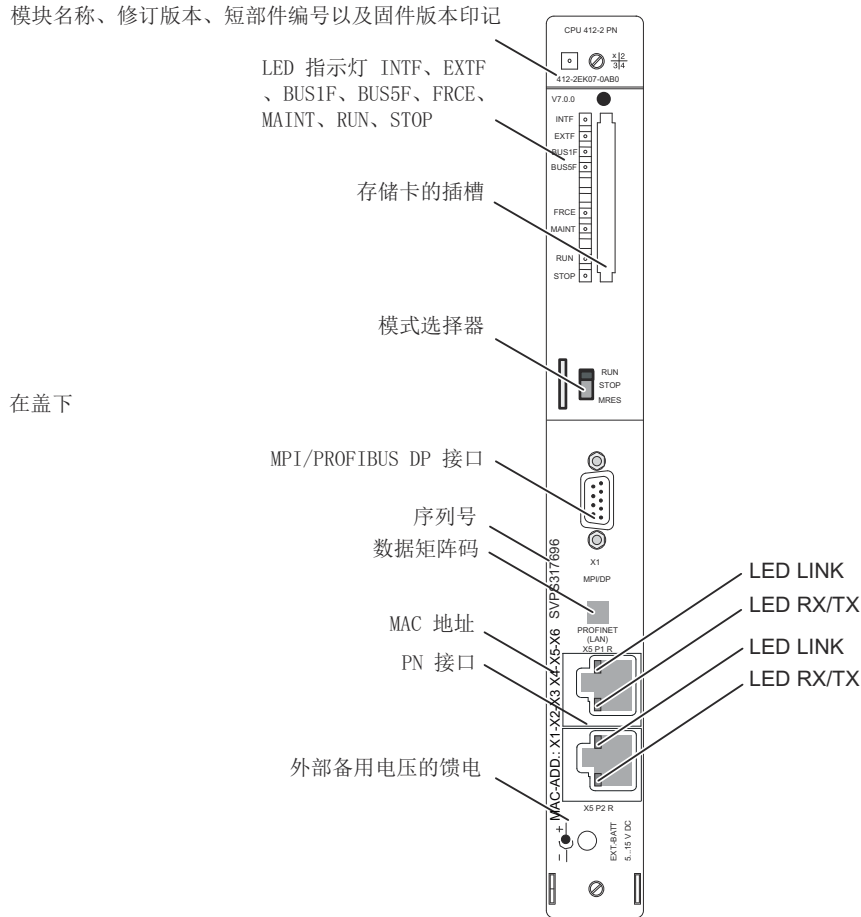 模块名称、修订版本、短部件编号以及固件版本印记
CPU 412-2 PN
X 2
3 4
412-2EK07-0AB0
LED 指示灯 INTF、EXTF
、BUS1F、BUS5F、FRCE、
MAINT、RUN、STOP
V7.0.0
INTF
EXTF
BUS1F
BUS5F
存储卡的插槽
FRCE
MAINT
RUN
STOP
模式选择器
RUN
STOP
MRES
在盖下
MPI/PROFIBUS DP 接口
序列号
X1
MPI/DP
数据矩阵码
SVPS317696
LED LINK
LED RX/TX
PROFINET
(LAN)
X5 P1 R
MAC 地址
LED LINK
PN 接口
LED RX/TX
MAC-ADD.: X1-X2-X3 X4-X5-X6
外部备用电压的馈电
X5 P2 R
+
−
EXT.-BATT
5...15 V DC